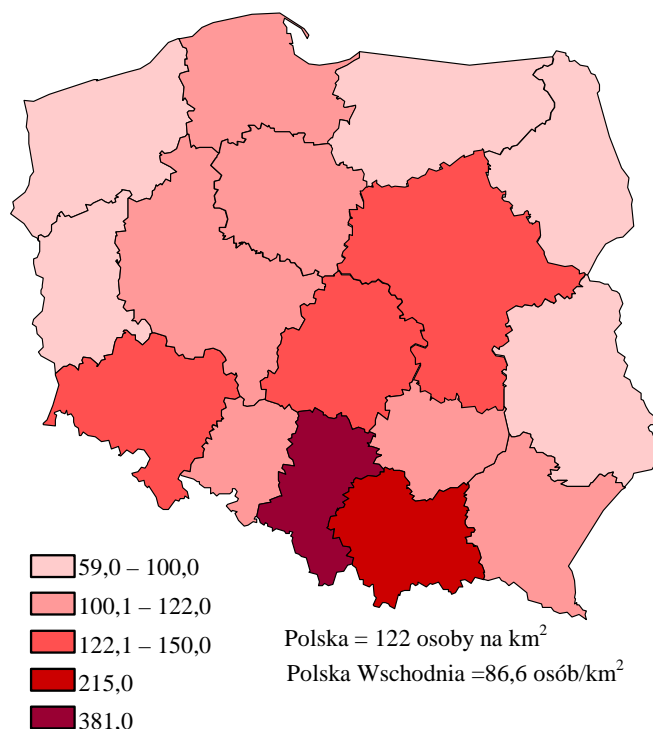 59,0 – 100,0
100,1 – 122,0
122,1 – 150,0
215,0
381,0
Polska = 122 osoby na km²
Polska Wschodnia =86,6 osób/km²